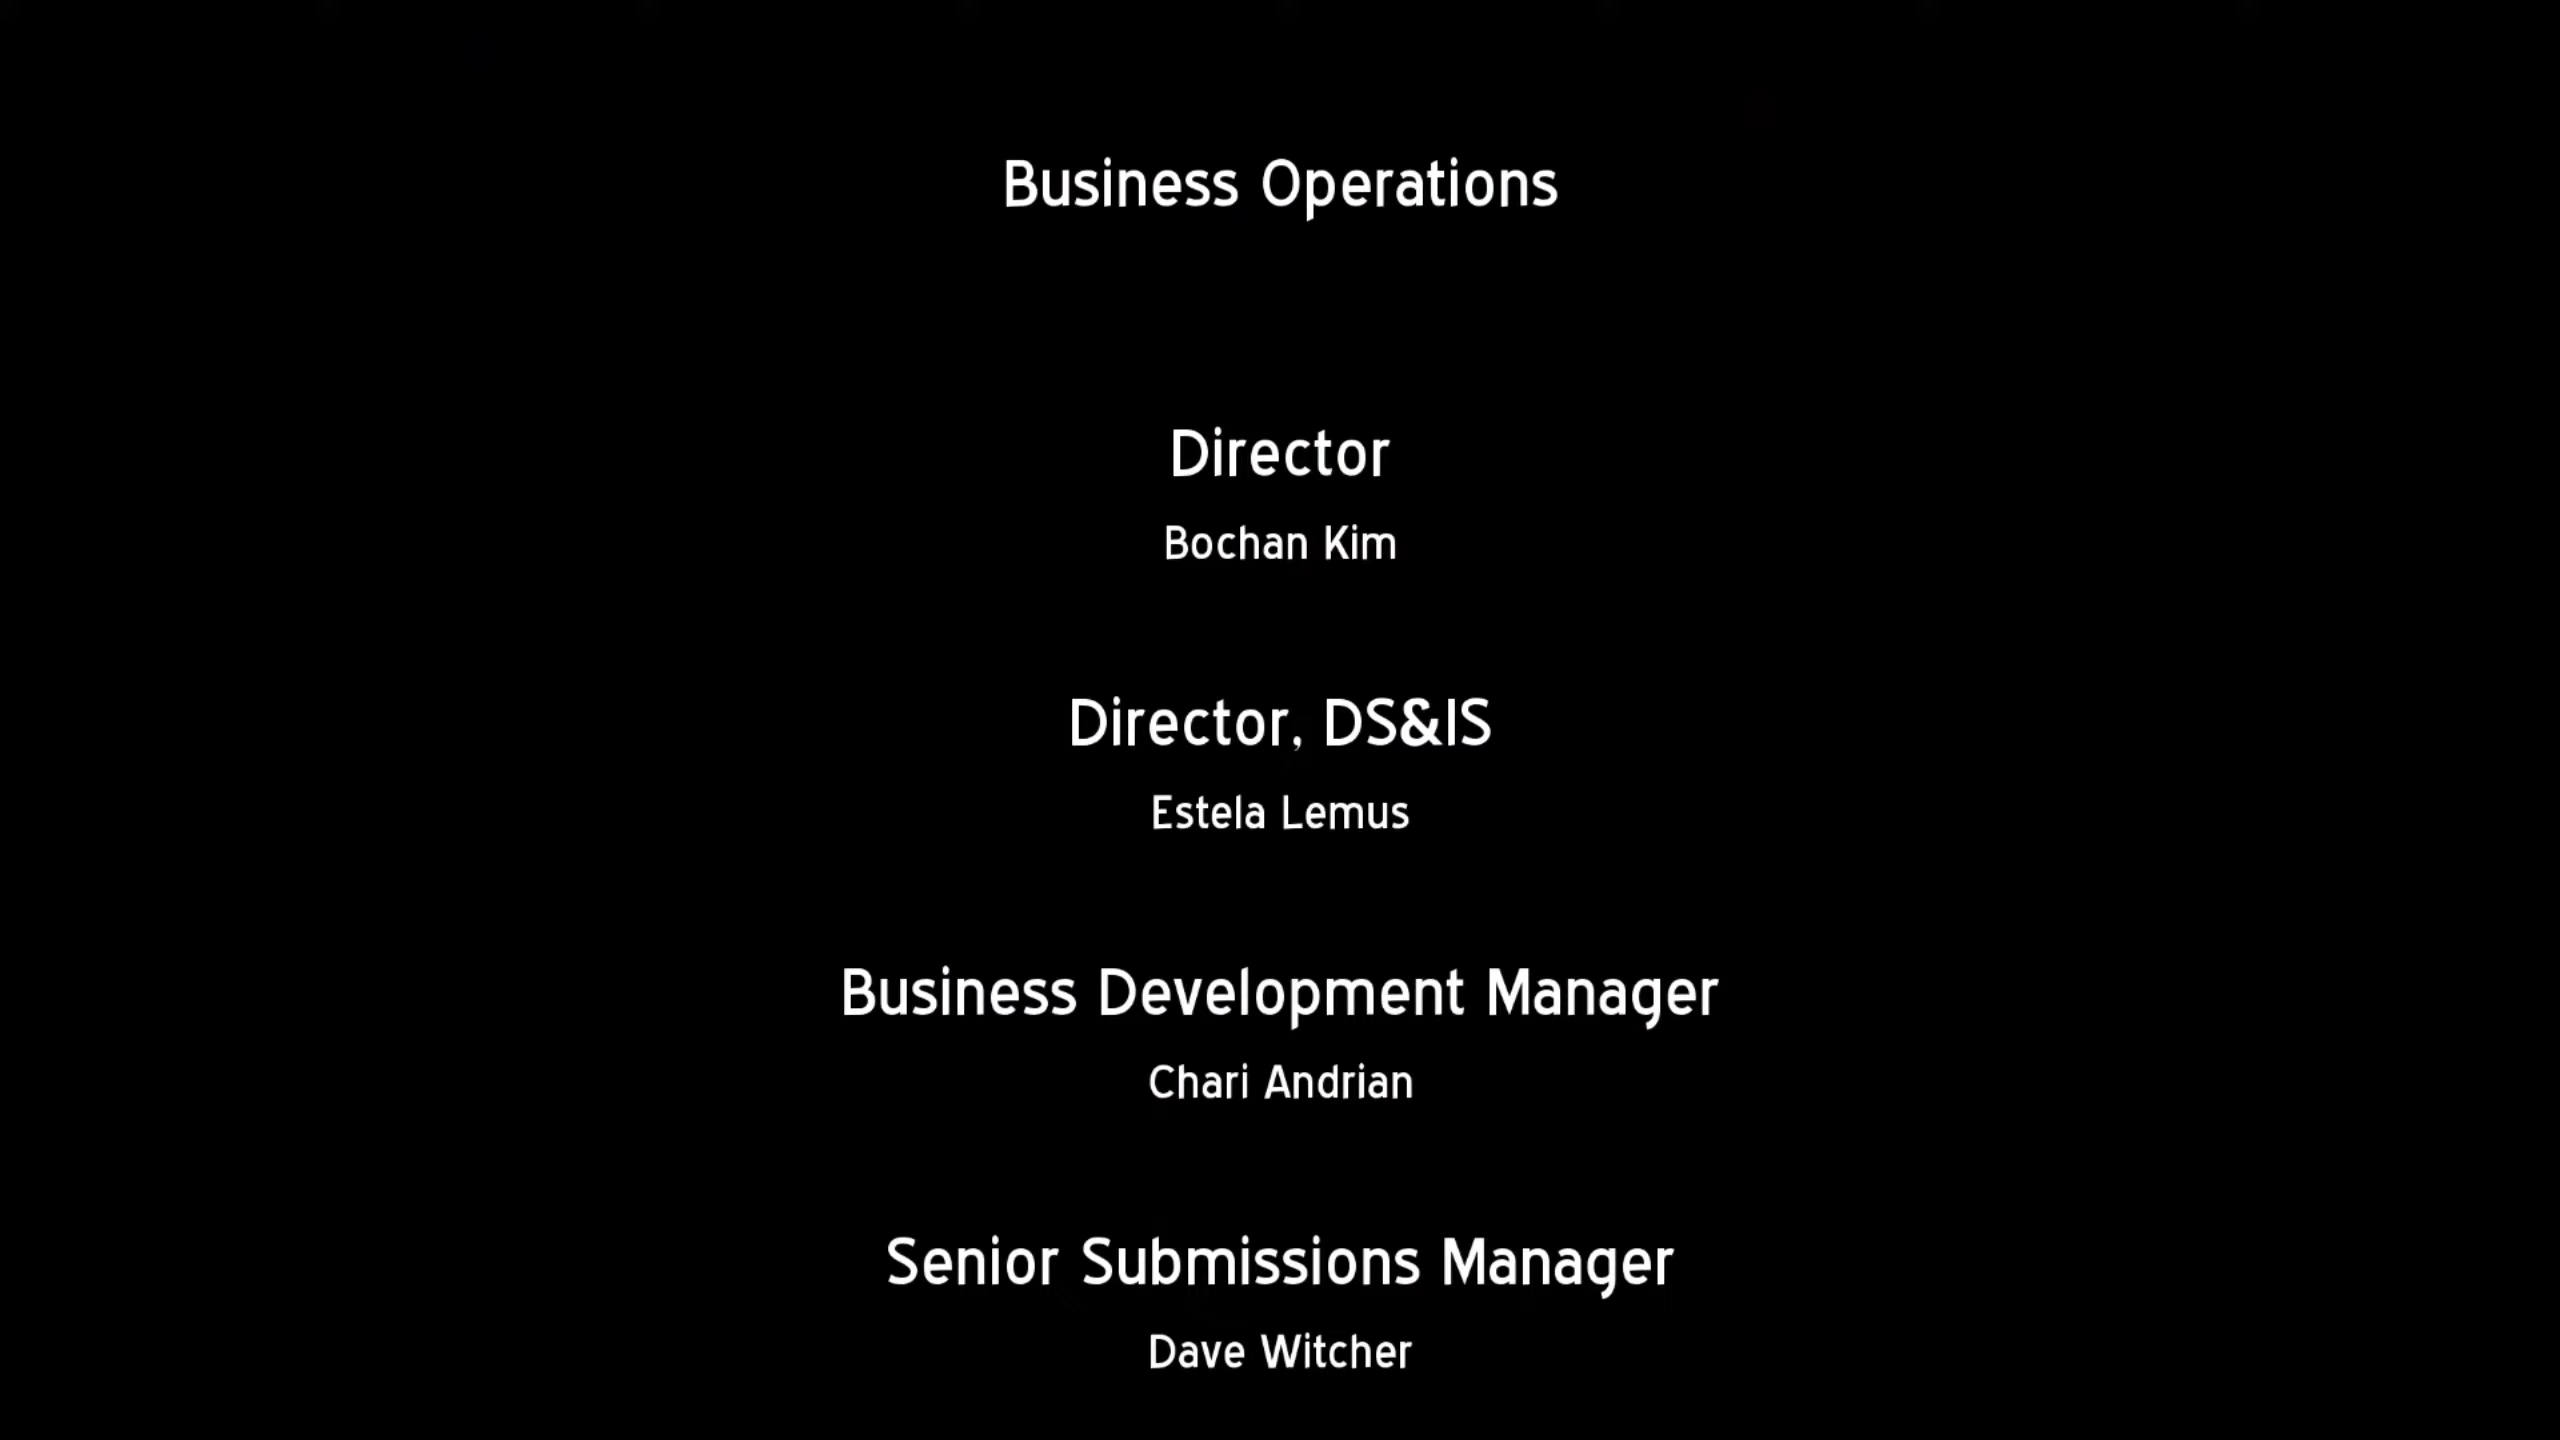 Business Operations
Director
Bochan Kim
Director, DS&IS
Estela Lemus
Business Development Manager
Chari Andrian
Senior Submissions Manager
Dave Witcher